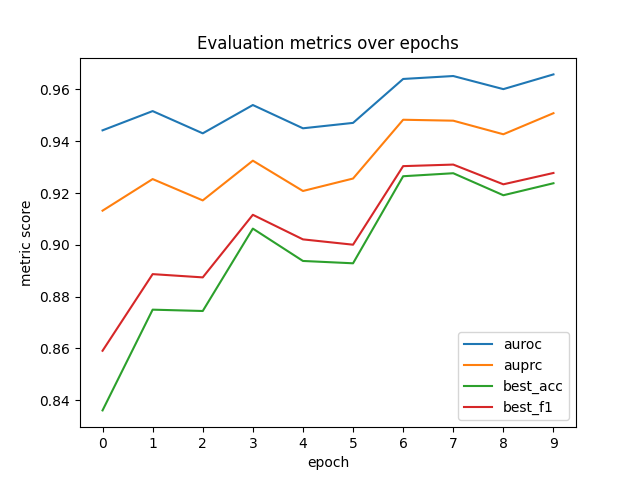 Evaluation metrics over epochs
metric score
0.96
0.94
0.92
0.90
0.88
0.86
0.84
auroc
auprc
best_acc
best_f1
0 1 2 3 4 5 6 7 8 9
epoch